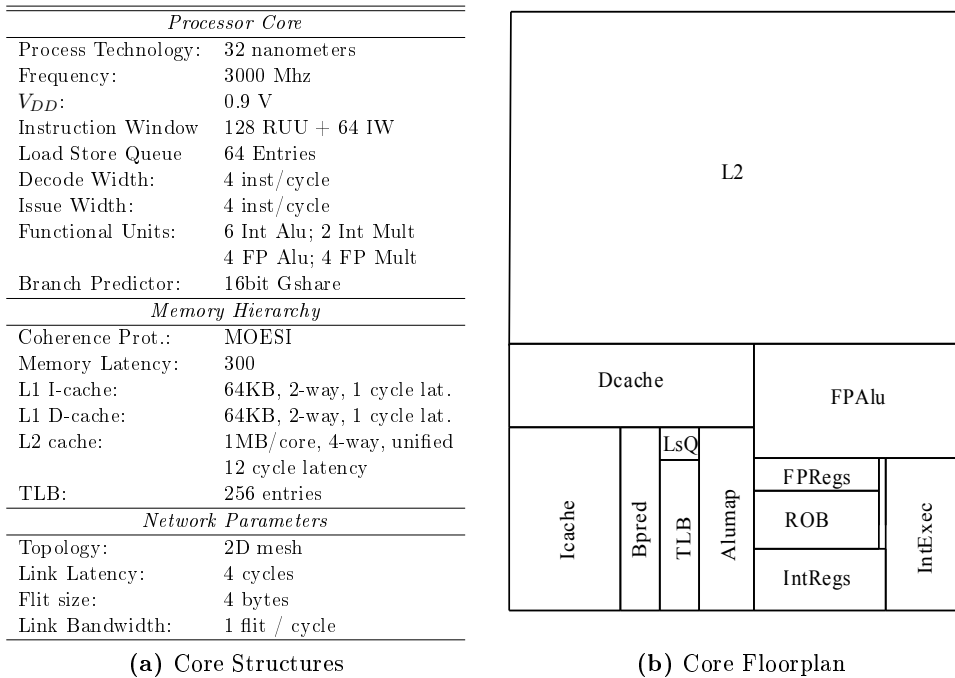 Processor Core
Process Technology: 32 nanometers
Frequency: 3000 Mhz
V_DD: 0.9 V
Instruction Window 128 RUU + 64 IW
Load Store Queue 64 Entries
Decode Width: 4 inst/cycle
Issue Width: 4 inst/cycle
Functional Units: 6 Int Alu; 2 Int Mult
4 FP Alu; 4 FP Mult
Branch Predictor: 16bit Gshare
Memory Hierarchy
Coherence Prot.: MOESI
Memory Latency: 300
L1 I-cache: 64KB, 2-way, 1 cycle lat.
L1 D-cache: 64KB, 2-way, 1 cycle lat.
L2 cache: 1MB/core, 4-way, unified
12 cycle latency
TLB: 256 entries
Network Parameters
Topology: 2D mesh
Link Latency: 4 cycles
Flit size: 4 bytes
Link Bandwidth: 1 flit / cycle
(a) Core Structures
L2
Dcache
FPAlu
Icache
Bpred
LsQ
TLB
Alumap
FPRegs
ROB
IntRegs
IntExec
(b) Core Floorplan